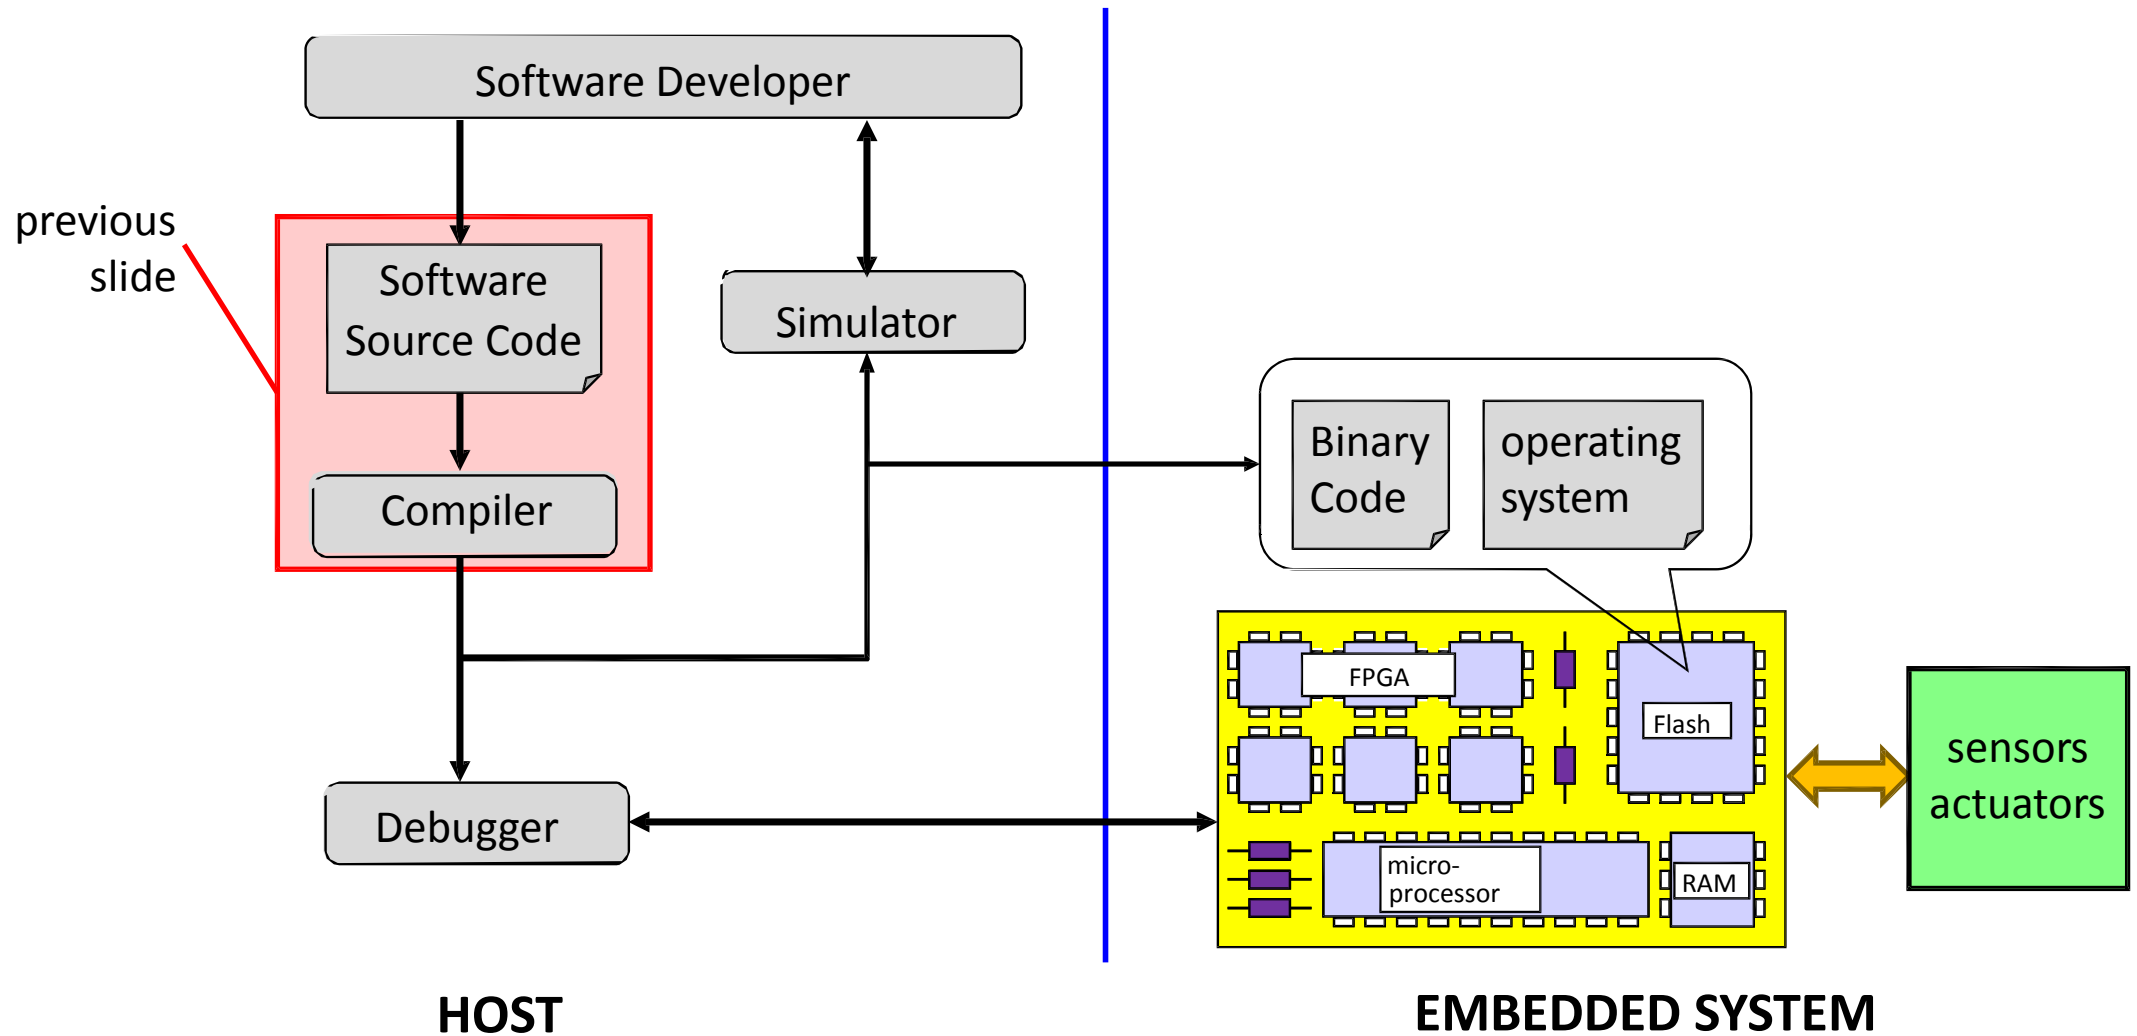 Software Developer
previous
slide
Software
Source Code
Simulator
Compiler
Binary
Code
operating
system
FPGA
Flash
sensors
actuators
Debugger
micro-
processor
RAM
HOST
EMBEDDED SYSTEM